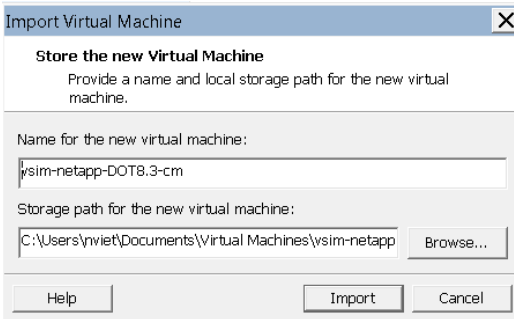 Import Virtual Machine
Store the new Virtual Machine
Provide a name and local storage path for the new virtual
machine.
Name for the new virtual machine:
vsim-netapp-DOT8.3-cm
Storage path for the new virtual machine:
C:\Users\nviet\Documents\Virtual Machines\vsim-netapp
Browse...
Help
Import
Cancel